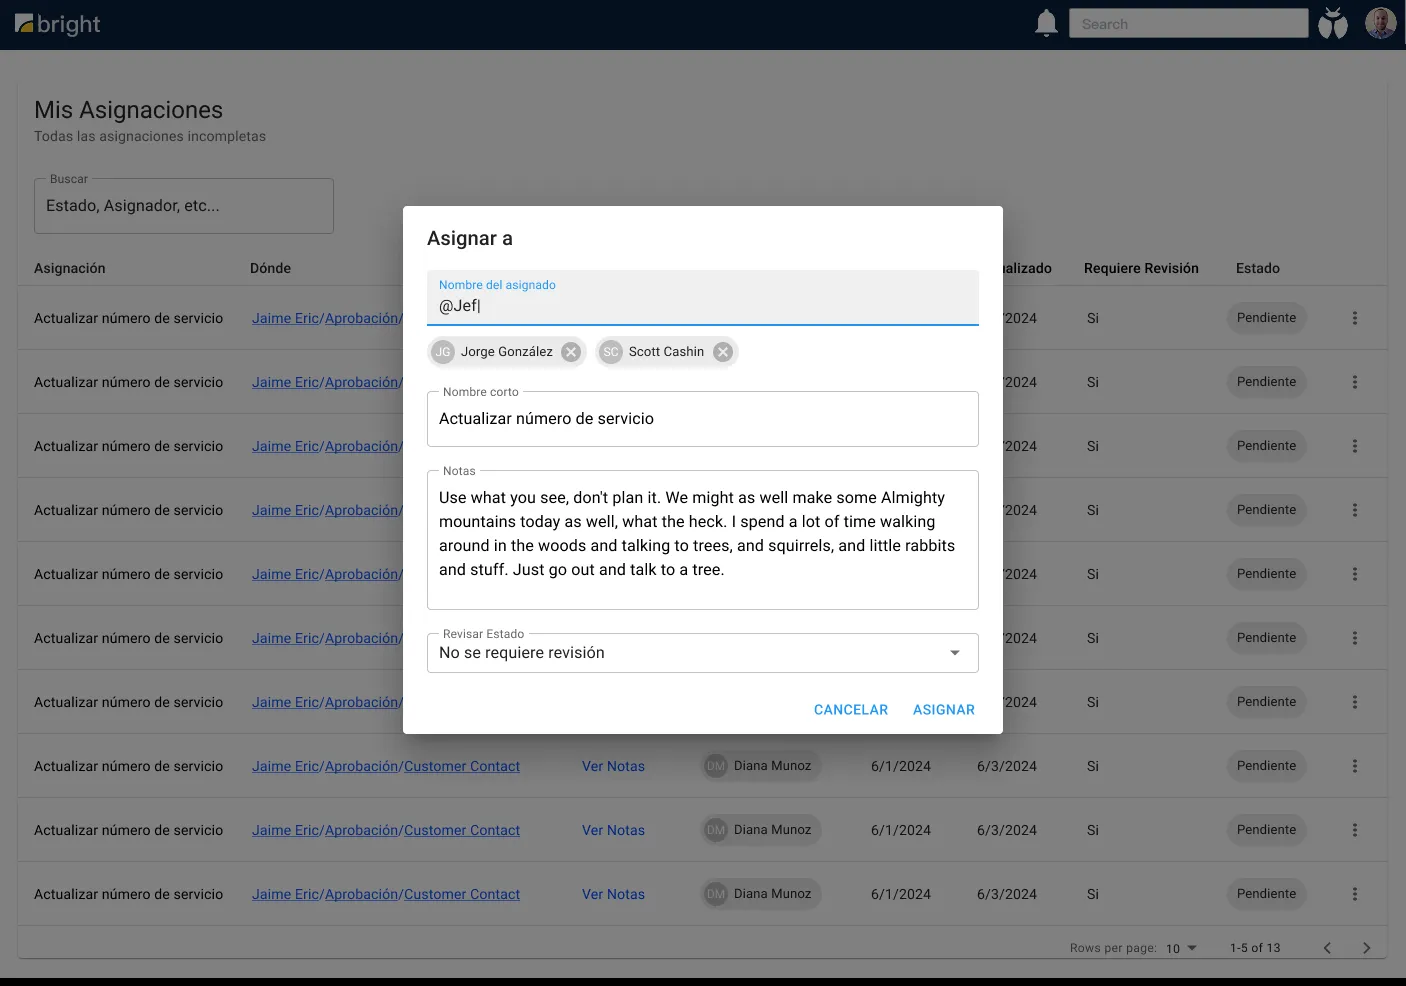 bright
Search
Mis Asignaciones
Todas las asignaciones incompletas
Buscar
Estado, Asignador, etc...
Asignación Dónde alizado Requiere Revisión Estado
Actualizar número de servicio Jaime Eric/Aprobación/ /2024 Si Pendiente
Actualizar número de servicio Jaime Eric/Aprobación/ /2024 Si Pendiente
Actualizar número de servicio Jaime Eric/Aprobación/ /2024 Si Pendiente
Actualizar número de servicio Jaime Eric/Aprobación/ /2024 Si Pendiente
Actualizar número de servicio Jaime Eric/Aprobación/ /2024 Si Pendiente
Actualizar número de servicio Jaime Eric/Aprobación/ /2024 Si Pendiente
Actualizar número de servicio Jaime Eric/Aprobación/ /2024 Si Pendiente
Actualizar número de servicio Jaime Eric/Aprobación/Customer Contact Ver Notas DM Diana Munoz 6/1/2024 6/3/2024 Si Pendiente
Actualizar número de servicio Jaime Eric/Aprobación/Customer Contact Ver Notas DM Diana Munoz 6/1/2024 6/3/2024 Si Pendiente
Actualizar número de servicio Jaime Eric/Aprobación/Customer Contact Ver Notas DM Diana Munoz 6/1/2024 6/3/2024 Si Pendiente
Rows per page: 10 1-5 of 13
Asignar a
Nombre del asignado
@Jef
JG Jorge González SC Scott Cashin
Nombre corto
Actualizar número de servicio
Notas
Use what you see, don't plan it. We might as well make some Almighty
mountains today as well, what the heck. I spend a lot of time walking
around in the woods and talking to trees, and squirrels, and little rabbits
and stuff. Just go out and talk to a tree.
Revisar Estado
No se requiere revisión
CANCELAR ASIGNAR